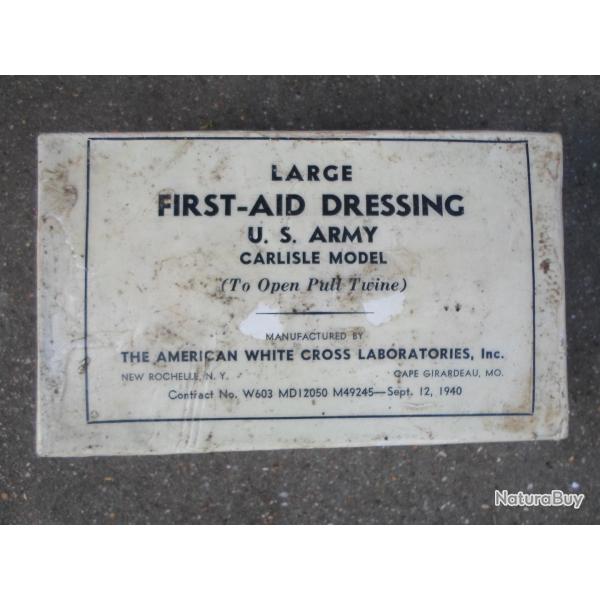 LARGE
FIRST-AID DRESSING
U. S. ARMY
CARLISLE MODEL
(To Open Pull Twine)
MANUFACTURED BY
THE AMERICAN WHITE CROSS LABORATORIES, Inc.
NEW ROCHELLE, N. Y. CAPE GIRARDEAU, MO.
Contract No. W603 MD12050 M49245—Sept. 12, 1940
NaturaBuy